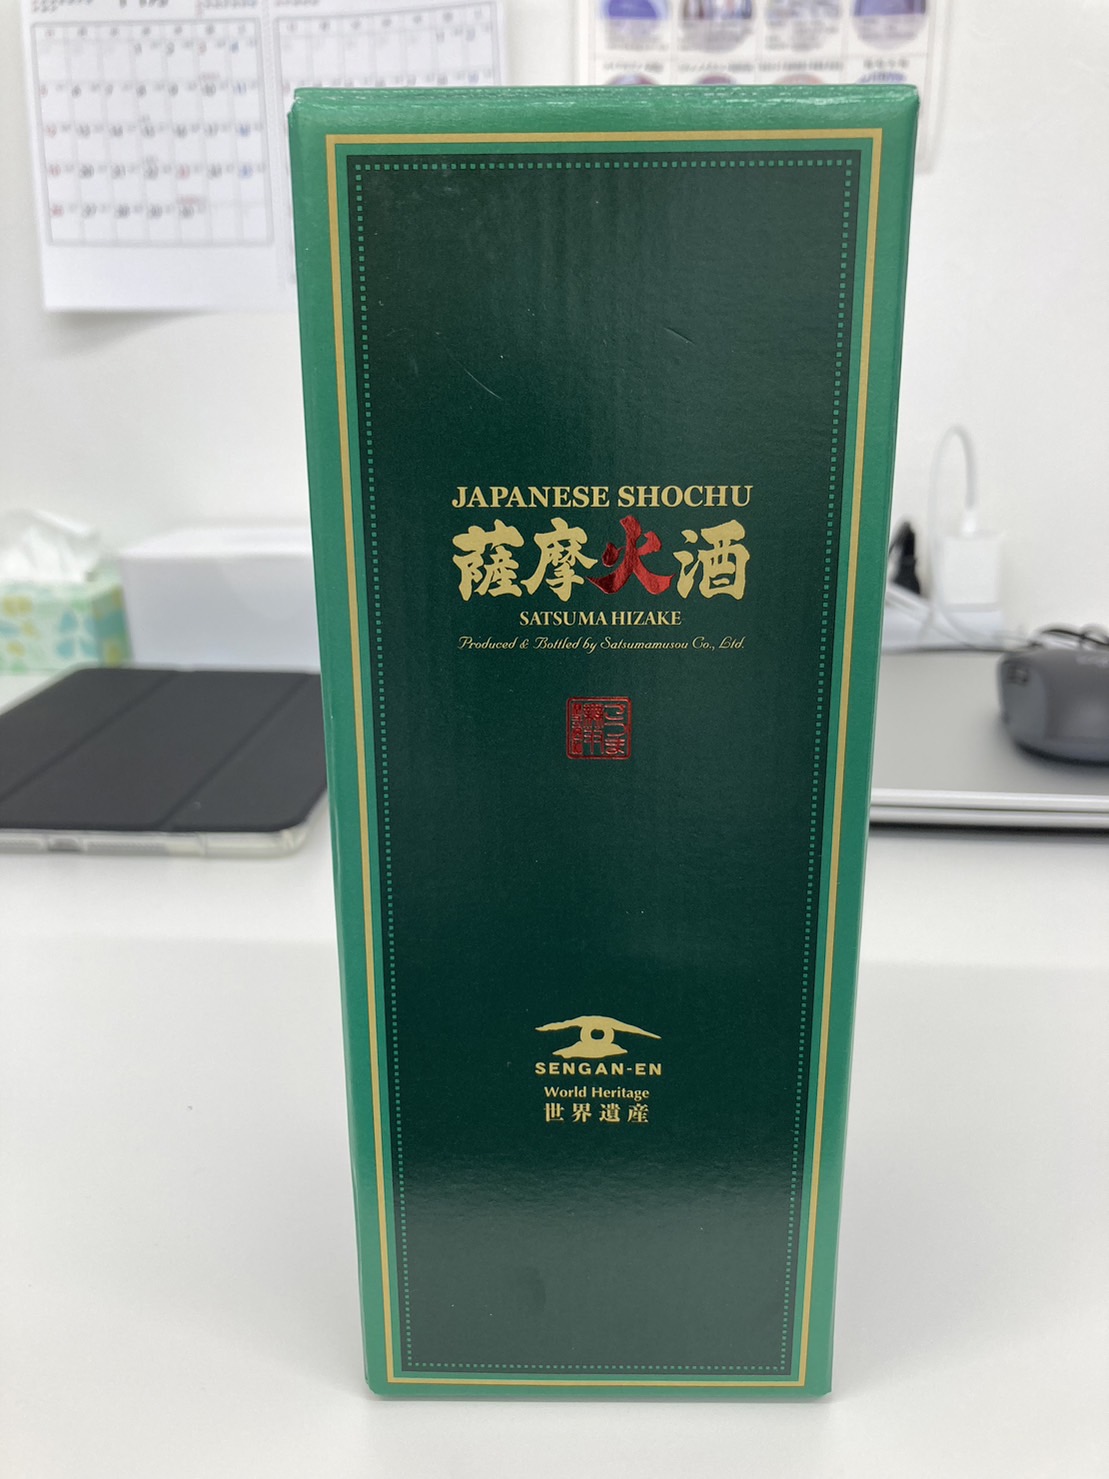 JAPANESE SHOCHU
薩摩火酒
SATSUMA HIZAKE
Produced & Bottled by Satsumamusou Co., Ltd.
SENGAN-EN
World Heritage
世界遺産